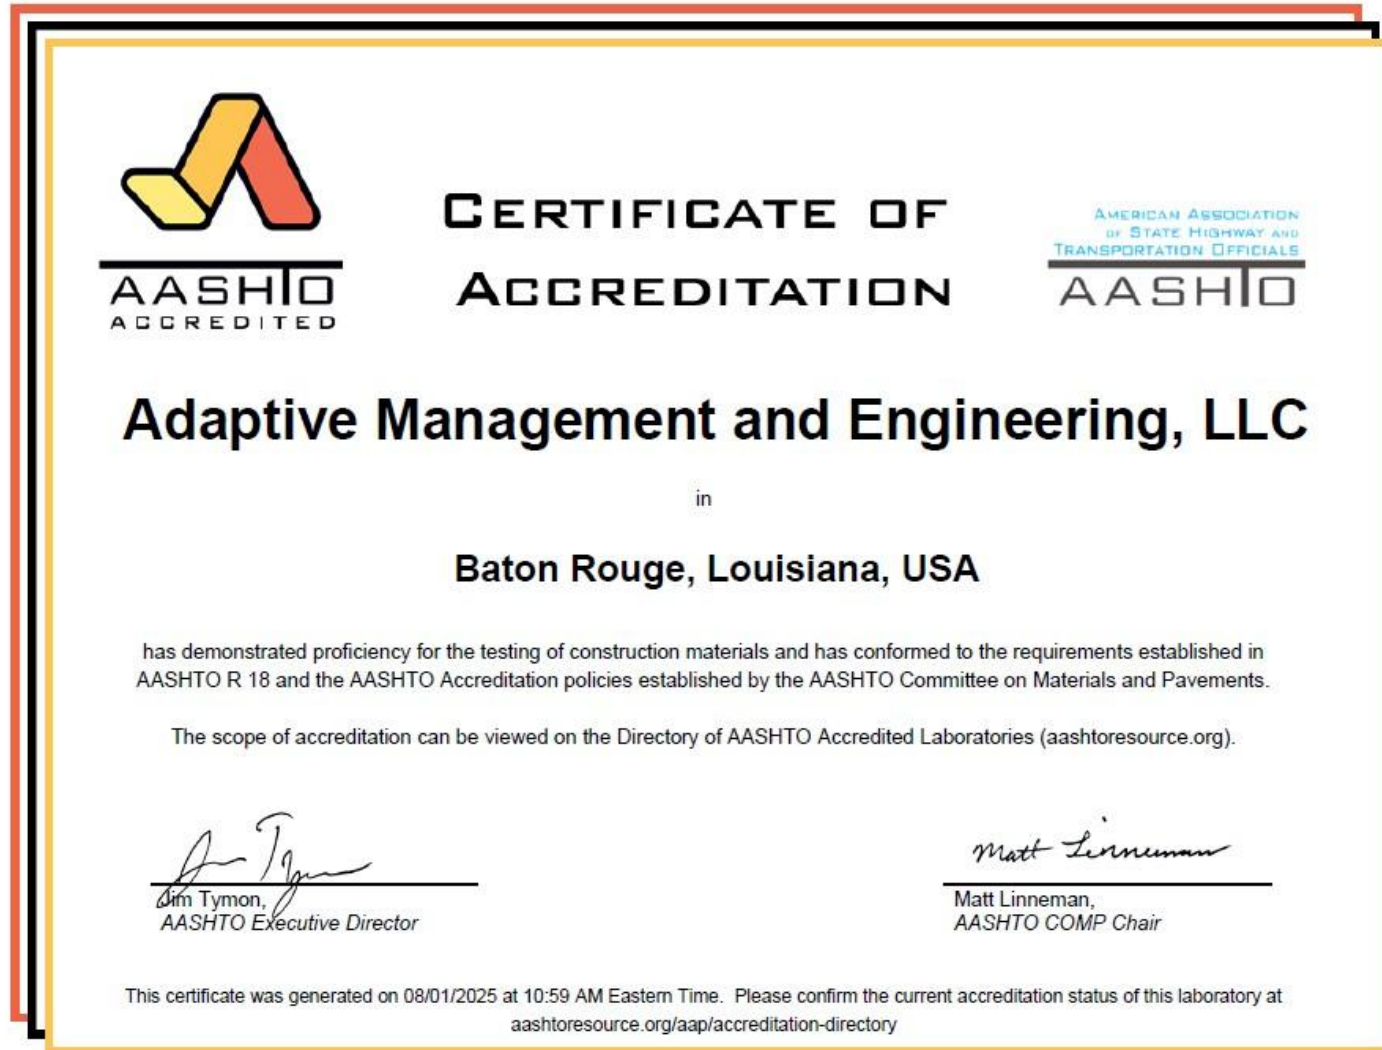 CERTIFICATE OF
ACCREDITATION
AASHTO
ACCREDITED
AMERICAN ASSOCIATION
OF STATE HIGHWAY AND
TRANSPORTATION OFFICIALS
AASHTO
Adaptive Management and Engineering, LLC
in
Baton Rouge, Louisiana, USA
has demonstrated proficiency for the testing of construction materials and has conformed to the requirements established in
AASHTO R 18 and the AASHTO Accreditation policies established by the AASHTO Committee on Materials and Pavements.
The scope of accreditation can be viewed on the Directory of AASHTO Accredited Laboratories (aashtoresource.org).
Jim Tymon
Jim Tymon,
AASHTO Executive Director
Matt Linneman
Matt Linneman,
AASHTO COMP Chair
This certificate was generated on 08/01/2025 at 10:59 AM Eastern Time. Please confirm the current accreditation status of this laboratory at
aashtoresource.org/aap/accreditation-directory